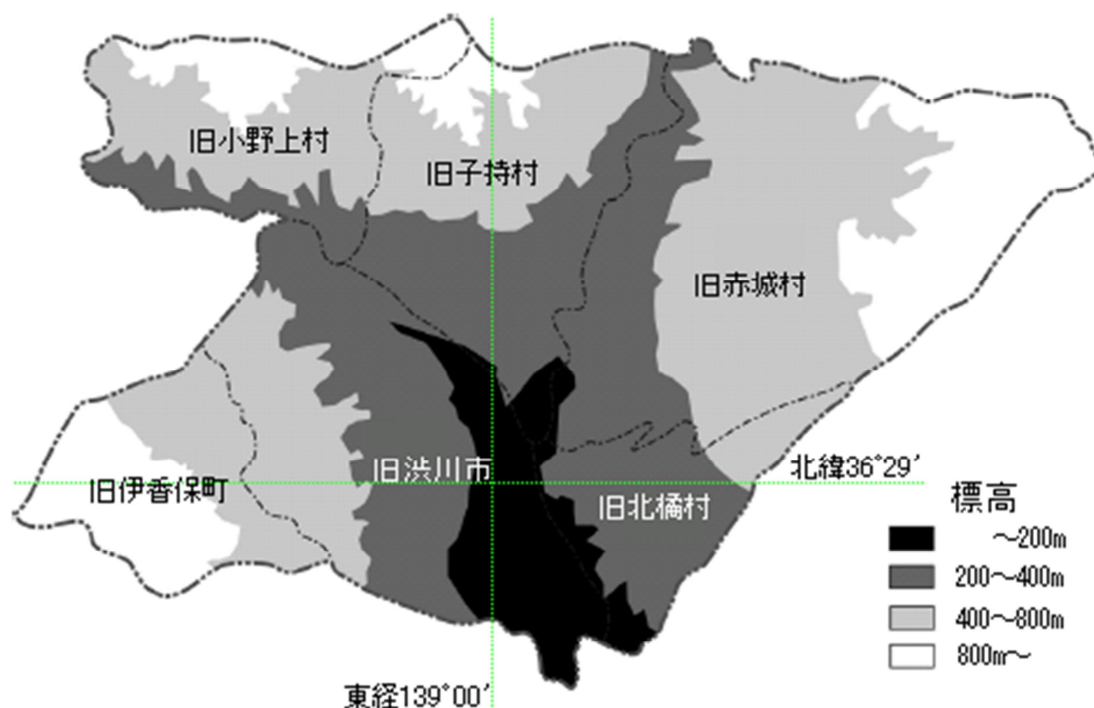 旧小野上村
旧子持村
旧赤城村
旧渋川市
北緯36°29′
旧伊香保町
旧北橘村
標高
～200m
200～400m
400～800m
800m～
東経139°00′